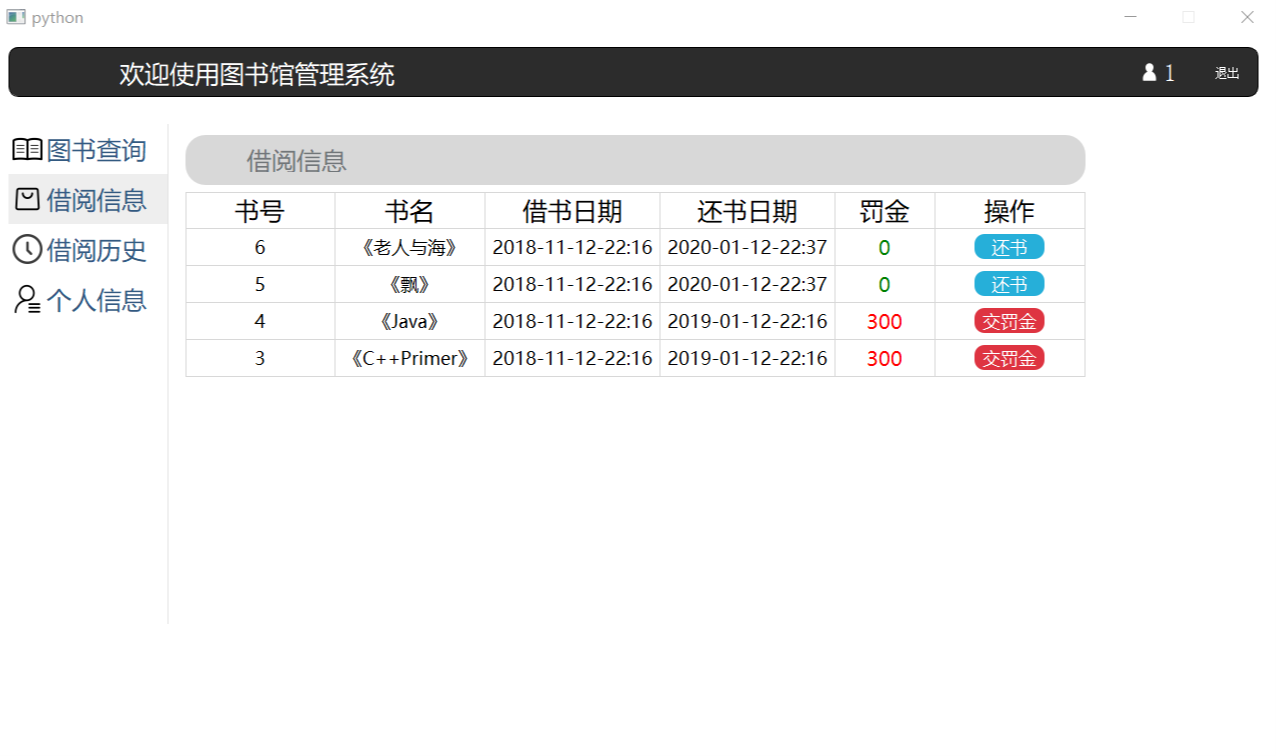 python
欢迎使用图书馆管理系统 1 退出
图书查询
借阅信息
借阅历史
个人信息
借阅信息
书号 书名 借书日期 还书日期 罚金 操作
6 《老人与海》 2018-11-12-22:16 2020-01-12-22:37 0 还书
5 《飘》 2018-11-12-22:16 2020-01-12-22:37 0 还书
4 《Java》 2018-11-12-22:16 2019-01-12-22:16 300 交罚金
3 《C++Primer》 2018-11-12-22:16 2019-01-12-22:16 300 交罚金